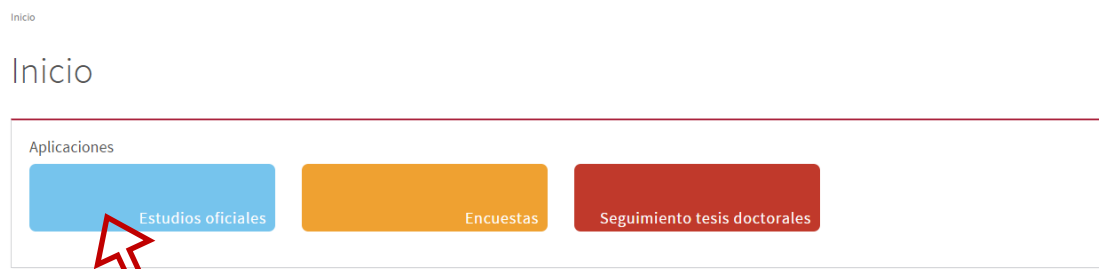 Inicio
Inicio
Aplicaciones
Estudios oficiales
Encuestas
Seguimiento tesis doctorales